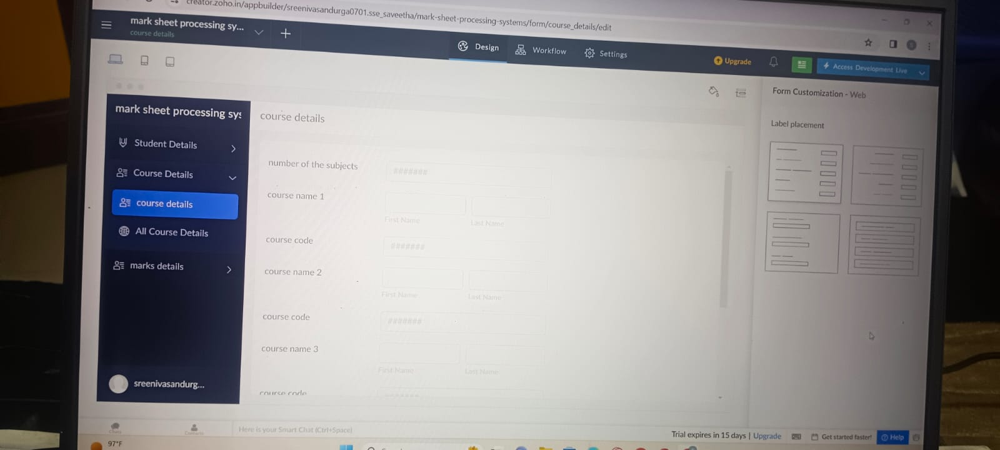 creator.zoho.in/appbuilder/sreenivasandurga0701.sse_saveetha/mark-sheet-processing-systems/form/course_details/edit
mark sheet processing sy...
course details
Design
Workflow
Settings
Upgrade
Access Development Live
Form Customization - Web
Label placement
mark sheet processing sys
Student Details
Course Details
course details
All Course Details
marks details
sreenivasandurg...
course details
number of the subjects
#######
course name 1
First Name
Last Name
course code
#######
course name 2
First Name
Last Name
course code
#######
course name 3
First Name
Last Name
course code
#######
Chats
Contacts
Here is your Smart Chat (Ctrl+Space)
Trial expires in 15 days | Upgrade
Get started faster!
Help
97°F